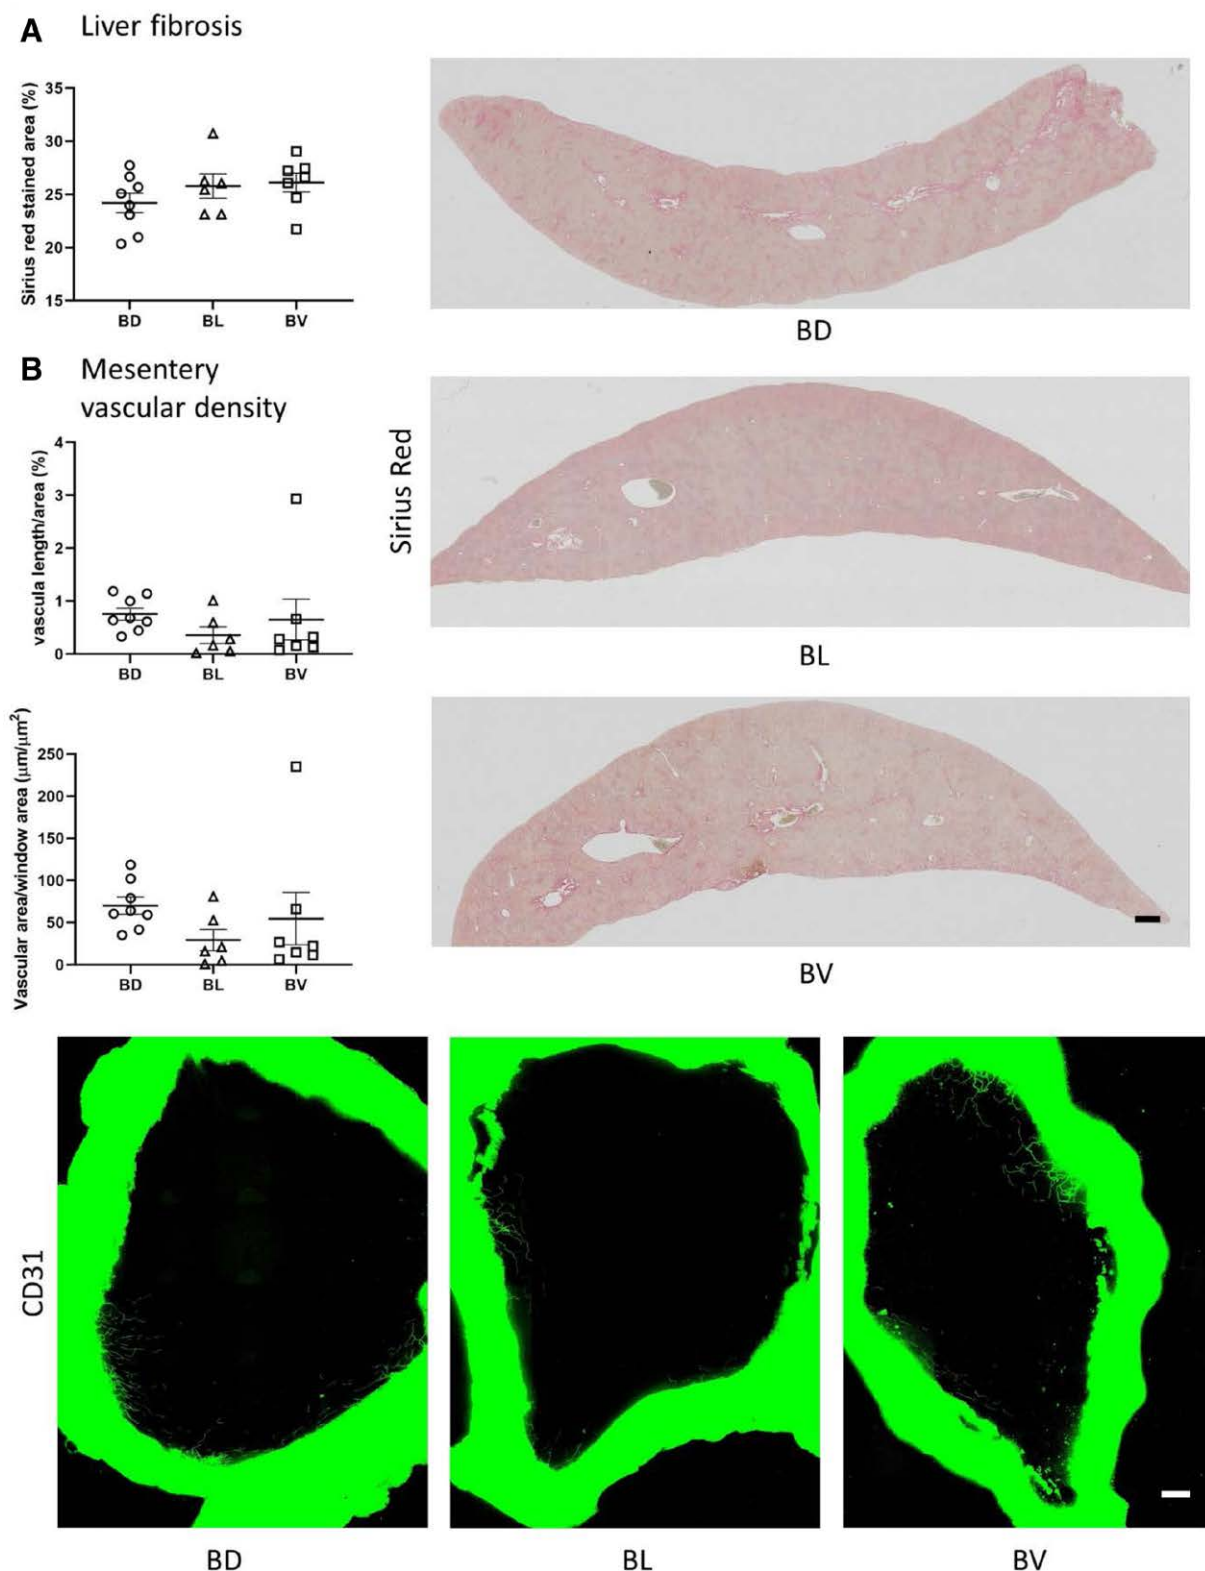 A Liver fibrosis
Sirius red stained area (%)
35
30
25
20
15
BD BL BV
BD
B Mesentery
vascular density
vascula length/area (%)
4
3
2
1
0
BD BL BV
Sirius Red
BL
Vascular area/window area (μm/μm²)
250
200
150
100
50
0
BD BL BV
BV
CD31
BD BL BV